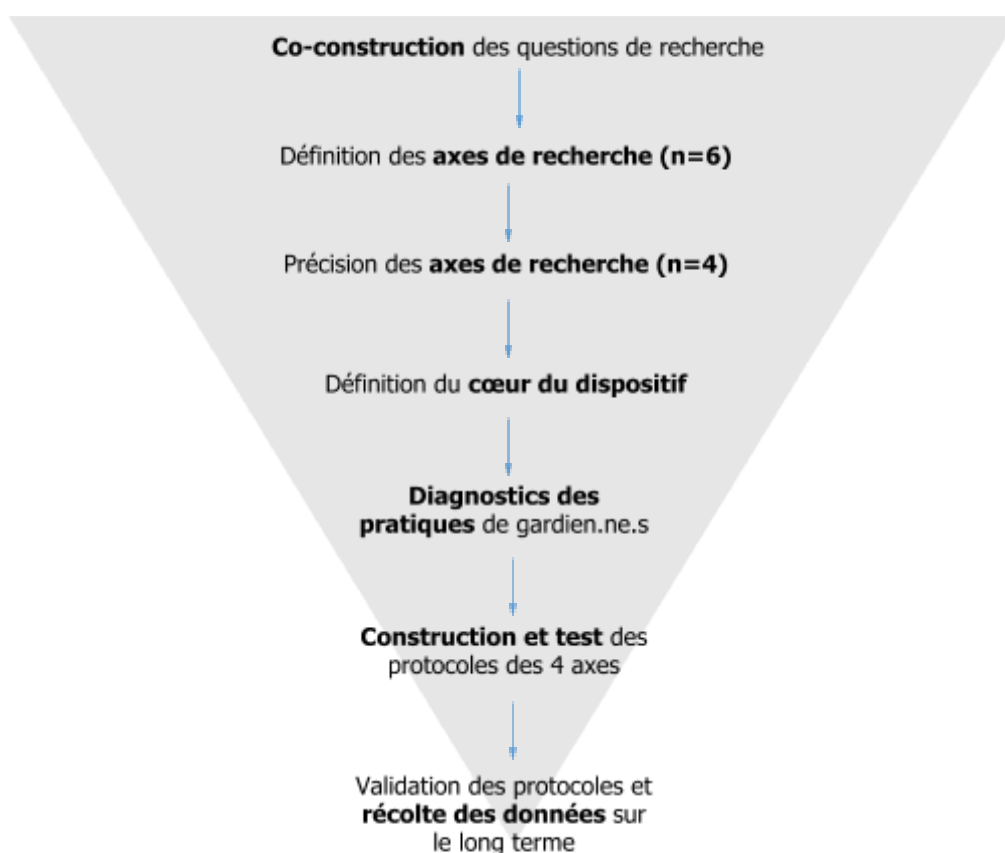 Co-construction des questions de recherche
Définition des axes de recherche (n=6)
Précision des axes de recherche (n=4)
Définition du cœur du dispositif
Diagnostics des
pratiques de gardien.ne.s
Construction et test des
protocoles des 4 axes
Validation des protocoles et
récolte des données sur
le long terme